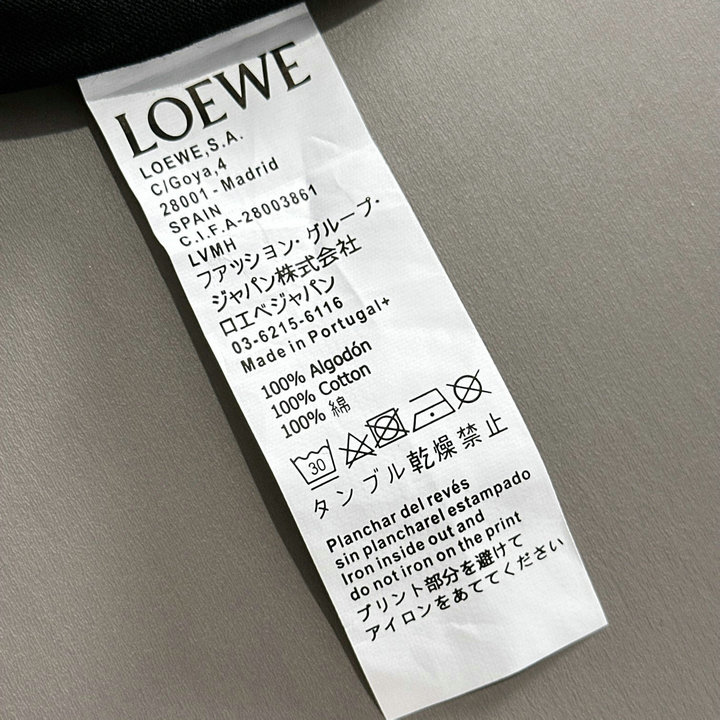 LOEWE
LOEWE,S.A.
C/Goya,4
28001 - Madrid
SPAIN
C.I.F.A-28003861
LVMH
ファッション・グループ・
ジャパン株式会社
ロエベジャパン
03-6215-6116
Made in Portugal+
100% Algodón
100% Cotton
100% 綿
30
タンブル乾燥禁止
Planchar del revés
sin plancharel estampado
Iron inside out and
do not iron on the print
プリント部分を避けて
アイロンをあててください